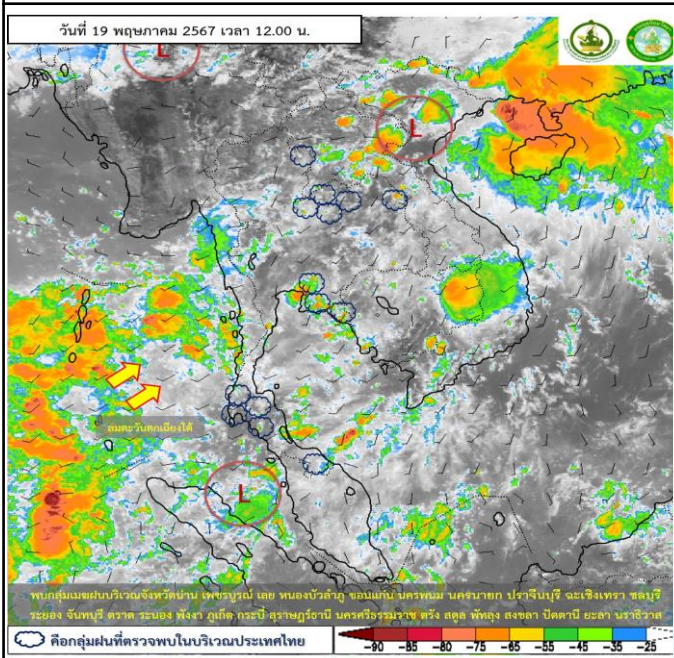 วันที่ 19 พฤษภาคม 2567 เวลา 12.00 น.
L
L
ลมตะวันตกเฉียงใต้
L
พบกลุ่มเมฆฝนบริเวณจังหวัดน่าน เพชรบูรณ์ เลย หนองบัวลำภู ขอนแก่น นครพนม นครนายก ปราจีนบุรี ฉะเชิงเทรา ชลบุรี
ระยอง จันทบุรี ตราด ระนอง พังงา ภูเก็ต กระบี่ สุราษฎร์ธานี นครศรีธรรมราช ตรัง สตูล พัทลุง สงขลา ปัตตานี ยะลา นราธิวาส
คือกลุ่มฝนที่ตรวจพบในบริเวณประเทศไทย
-90 -85 -80 -75 -65 -55 -45 -35 -25